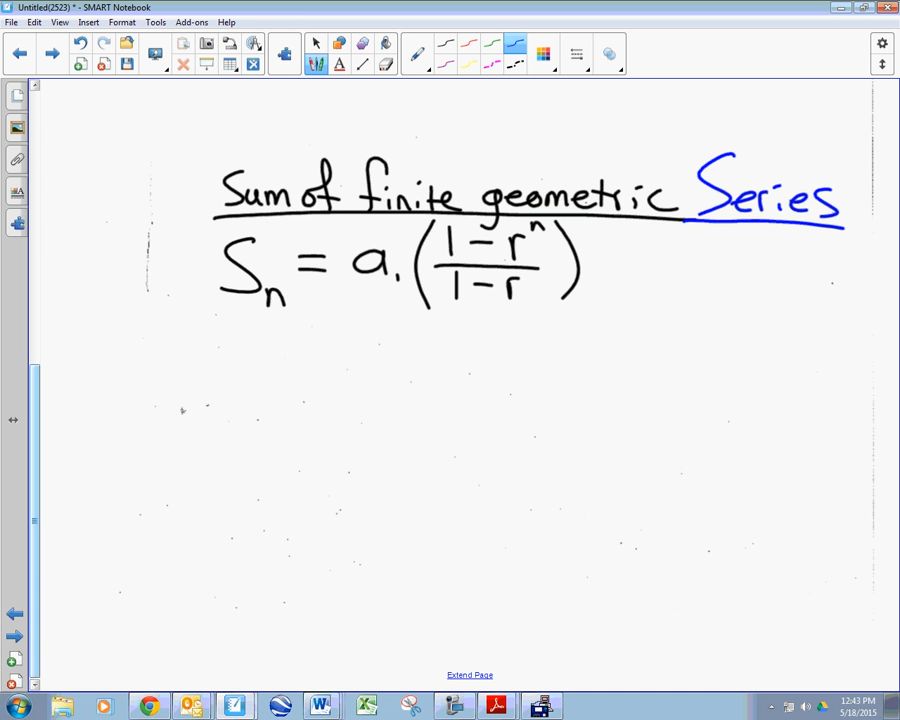 Untitled(2523) * - SMART Notebook
File Edit View Insert Format Tools Add-ons Help
Sum of finite geometric Series
Sₙ = a₁ ( (1 - rⁿ) / (1 - r) )
Extend Page
12:43 PM
5/18/2015